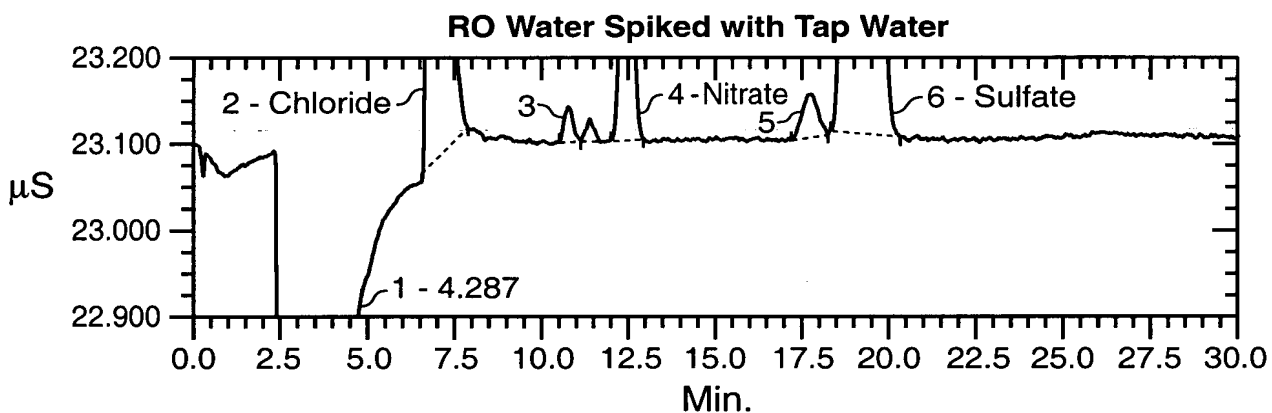 RO Water Spiked with Tap Water
23.200
23.100
23.000
22.900
μS
2 - Chloride
3
4 - Nitrate
5
6 - Sulfate
1 - 4.287
0.0 2.5 5.0 7.5 10.0 12.5 15.0 17.5 20.0 22.5 25.0 27.5 30.0
Min.